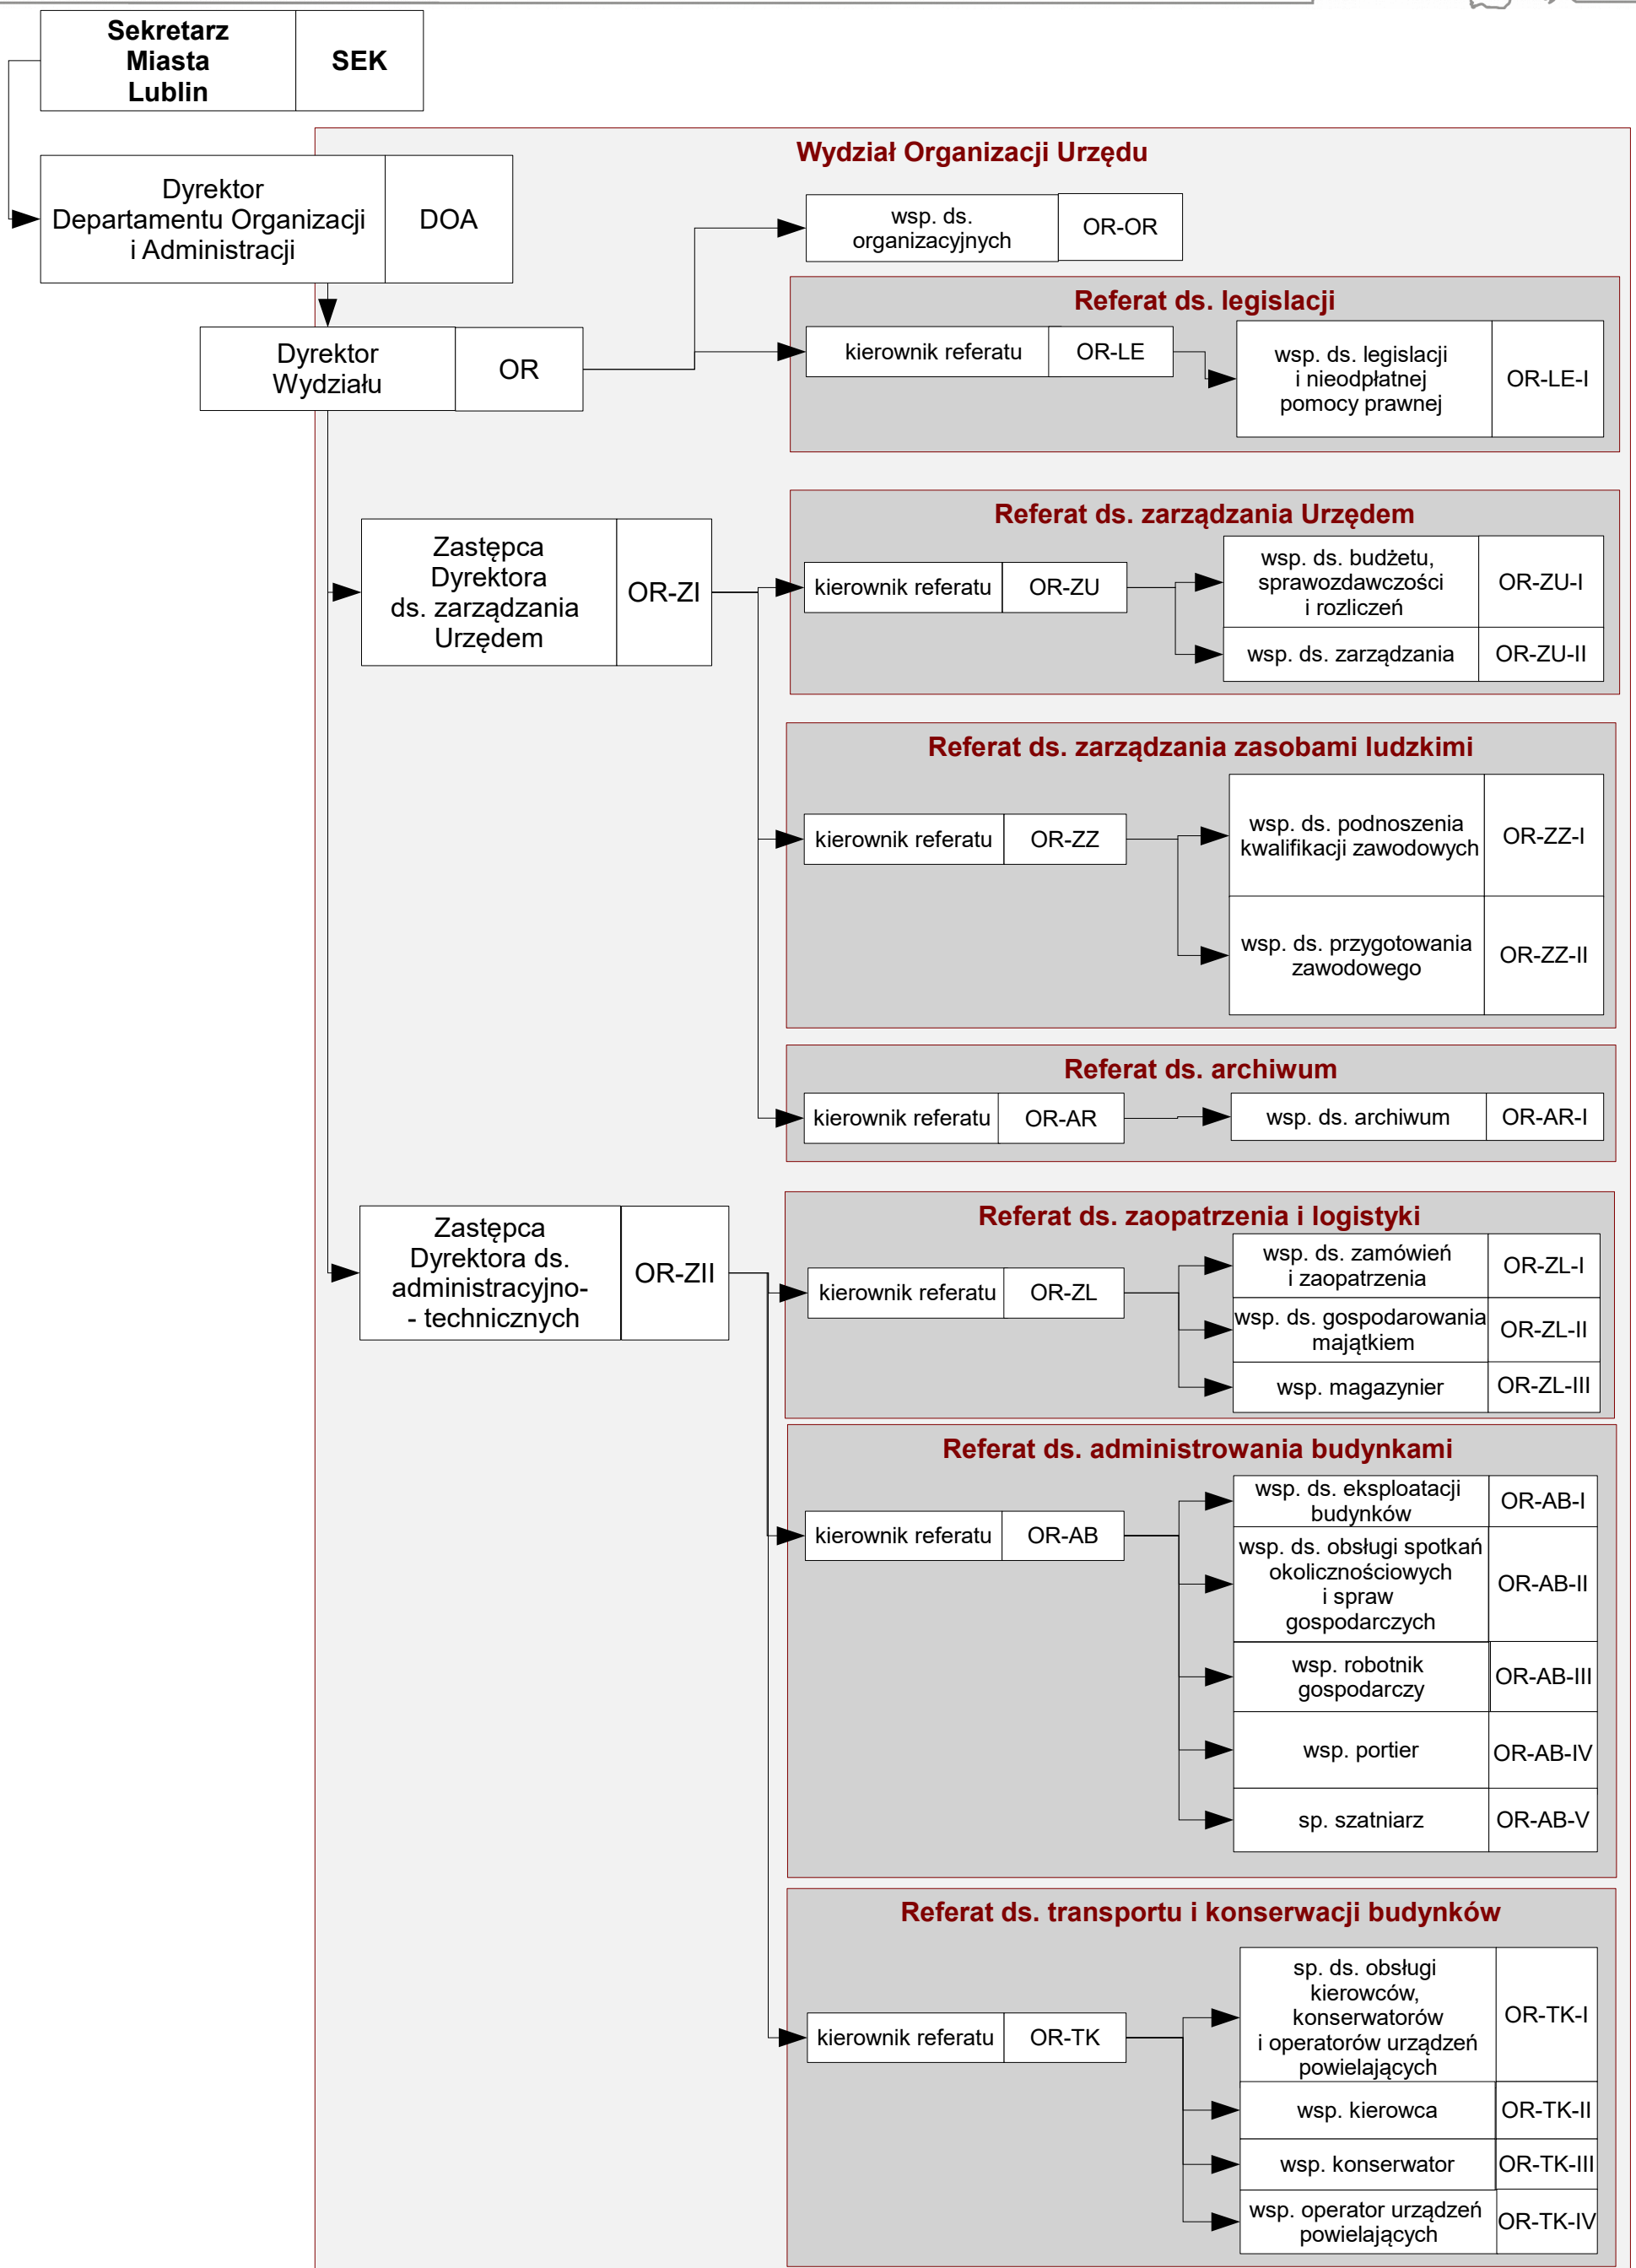 Sekretarz
Miasta
Lublin
SEK
Wydział Organizacji Urzędu
Dyrektor
Departamentu Organizacji
i Administracji
DOA
wsp. ds.
organizacyjnych
OR-OR
Referat ds. legislacji
Dyrektor
Wydziału
OR
kierownik referatu
OR-LE
wsp. ds. legislacji
i nieodpłatnej
pomocy prawnej
OR-LE-I
Referat ds. zarządzania Urzędem
Zastępca
Dyrektora
ds. zarządzania
Urzędem
OR-ZI
kierownik referatu
OR-ZU
wsp. ds. budżetu,
sprawozdawczości
i rozliczeń
OR-ZU-I
wsp. ds. zarządzania
OR-ZU-II
Referat ds. zarządzania zasobami ludzkimi
kierownik referatu
OR-ZZ
wsp. ds. podnoszenia
kwalifikacji zawodowych
OR-ZZ-I
wsp. ds. przygotowania
zawodowego
OR-ZZ-II
Referat ds. archiwum
kierownik referatu
OR-AR
wsp. ds. archiwum
OR-AR-I
Referat ds. zaopatrzenia i logistyki
Zastępca
Dyrektora ds.
administracyjno-
- technicznych
OR-ZII
kierownik referatu
OR-ZL
wsp. ds. zamówień
i zaopatrzenia
OR-ZL-I
wsp. ds. gospodarowania
majątkiem
OR-ZL-II
wsp. magazynier
OR-ZL-III
Referat ds. administrowania budynkami
kierownik referatu
OR-AB
wsp. ds. eksploatacji
budynków
OR-AB-I
wsp. ds. obsługi spotkań
okolicznościowych
i spraw
gospodarczych
OR-AB-II
wsp. robotnik
gospodarczy
OR-AB-III
wsp. portier
OR-AB-IV
sp. szatniarz
OR-AB-V
Referat ds. transportu i konserwacji budynków
kierownik referatu
OR-TK
sp. ds. obsługi
kierowców,
konserwatorów
i operatorów urządzeń
powielających
OR-TK-I
wsp. kierowca
OR-TK-II
wsp. konserwator
OR-TK-III
wsp. operator urządzeń
powielających
OR-TK-IV